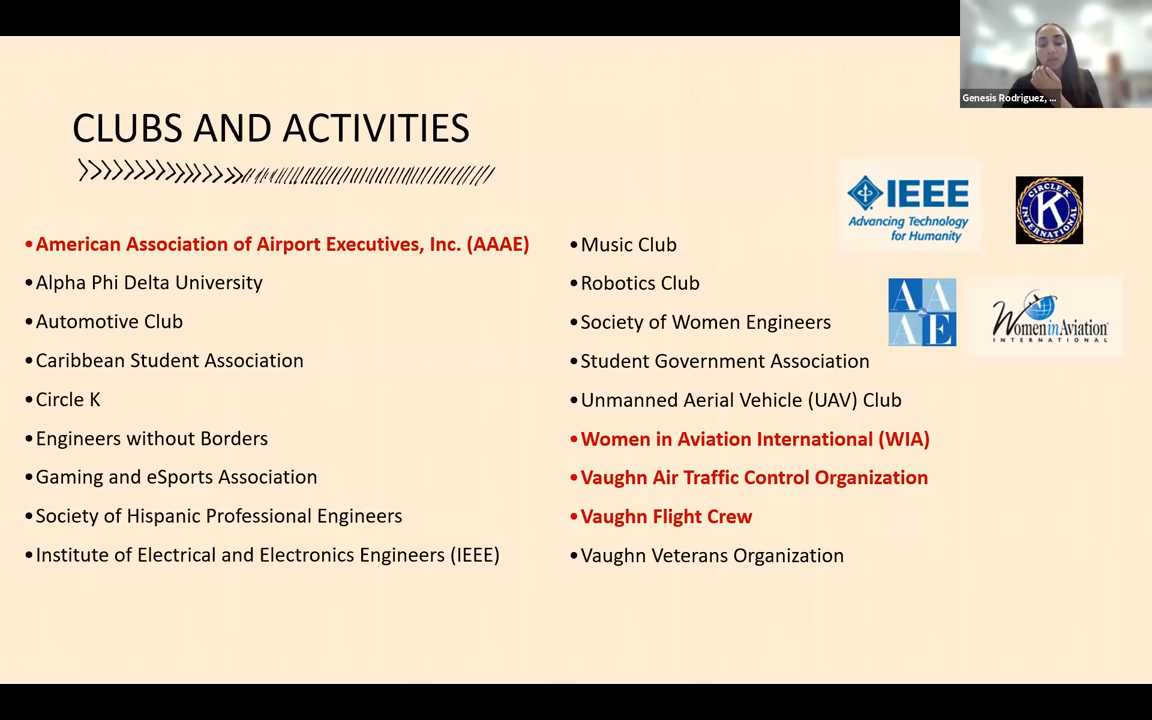 Genesis Rodriguez, ...
CLUBS AND ACTIVITIES
•American Association of Airport Executives, Inc. (AAAE)
•Alpha Phi Delta University
•Automotive Club
•Caribbean Student Association
•Circle K
•Engineers without Borders
•Gaming and eSports Association
•Society of Hispanic Professional Engineers
•Institute of Electrical and Electronics Engineers (IEEE)
•Music Club
•Robotics Club
•Society of Women Engineers
•Student Government Association
•Unmanned Aerial Vehicle (UAV) Club
•Women in Aviation International (WIA)
•Vaughn Air Traffic Control Organization
•Vaughn Flight Crew
•Vaughn Veterans Organization
IEEE
Advancing Technology
for Humanity
CIRCLE K
K
INTERNATIONAL
A A
A E
Women in Aviation
INTERNATIONAL